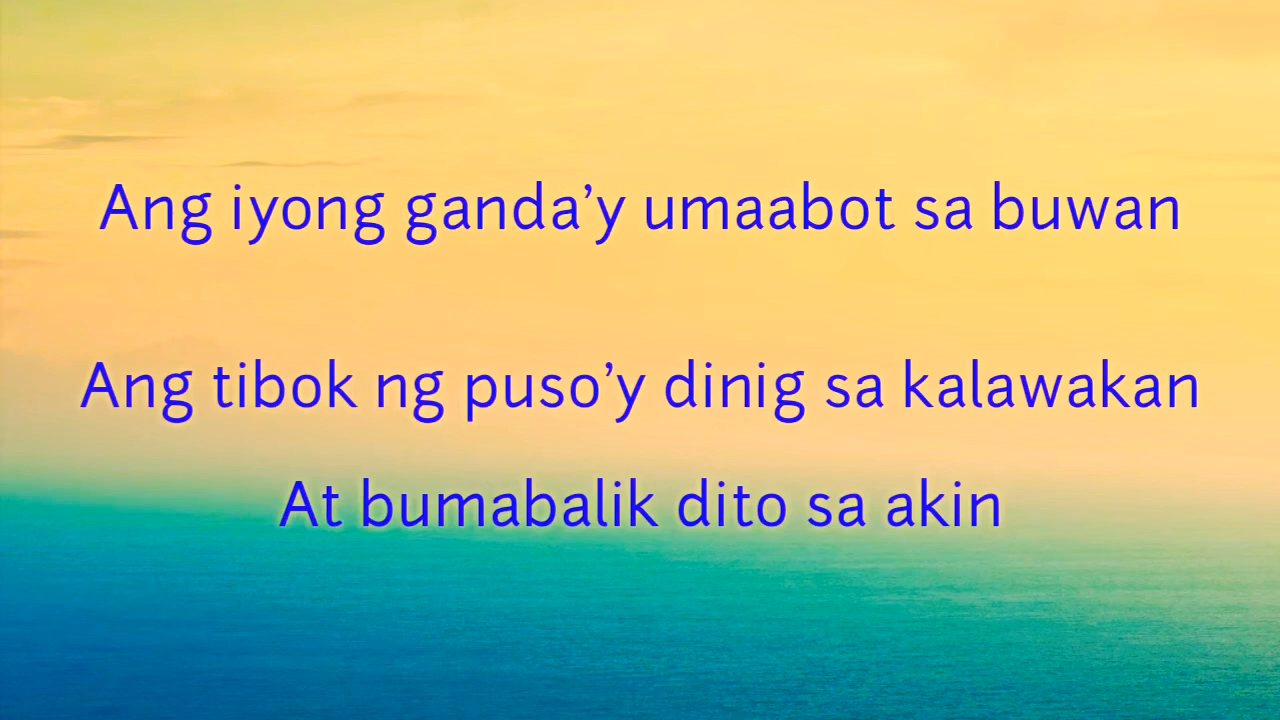 Ang iyong ganda’y umaabot sa buwan
Ang tibok ng puso’y dinig sa kalawakan
At bumabalik dito sa akin